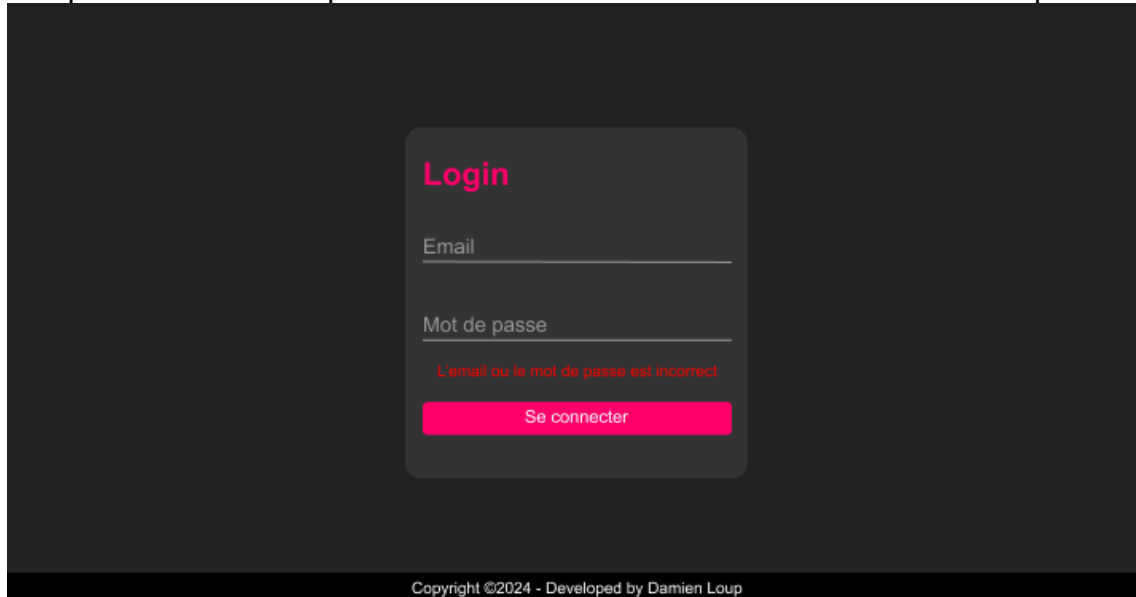 Login
Email
Mot de passe
L'email ou le mot de passe est incorrect
Se connecter
Copyright ©2024 - Developed by Damien Loup